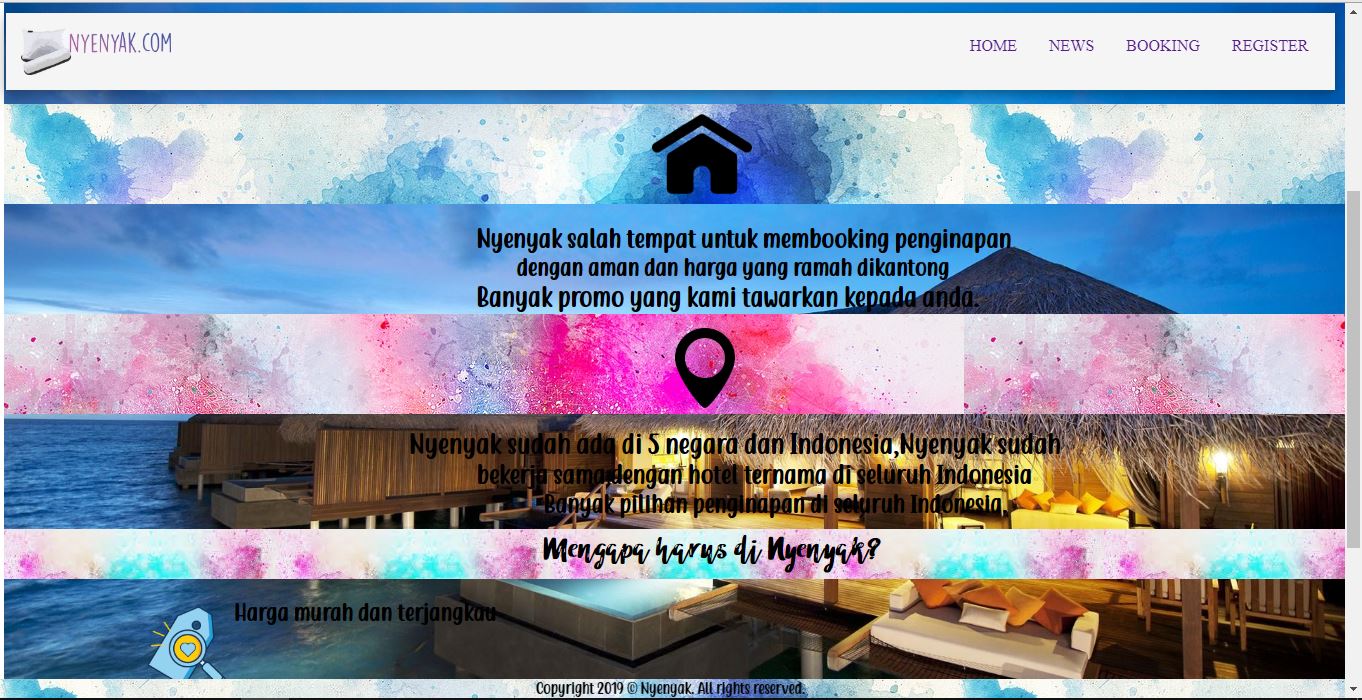 NYENYAK.COM
HOME NEWS BOOKING REGISTER
Nyenyak salah tempat untuk membooking penginapan
dengan aman dan harga yang ramah dikantong
Banyak promo yang kami tawarkan kepada anda.
Nyenyak sudah ada di 5 negara dan Indonesia,Nyenyak sudah
bekerja sama dengan hotel ternama di seluruh Indonesia
Banyak pilihan penginapan di seluruh Indonesia.
Mengapa harus di Nyenyak?
Harga murah dan terjangkau
Copyright 2019 © Nyenyak. All rights reserved.